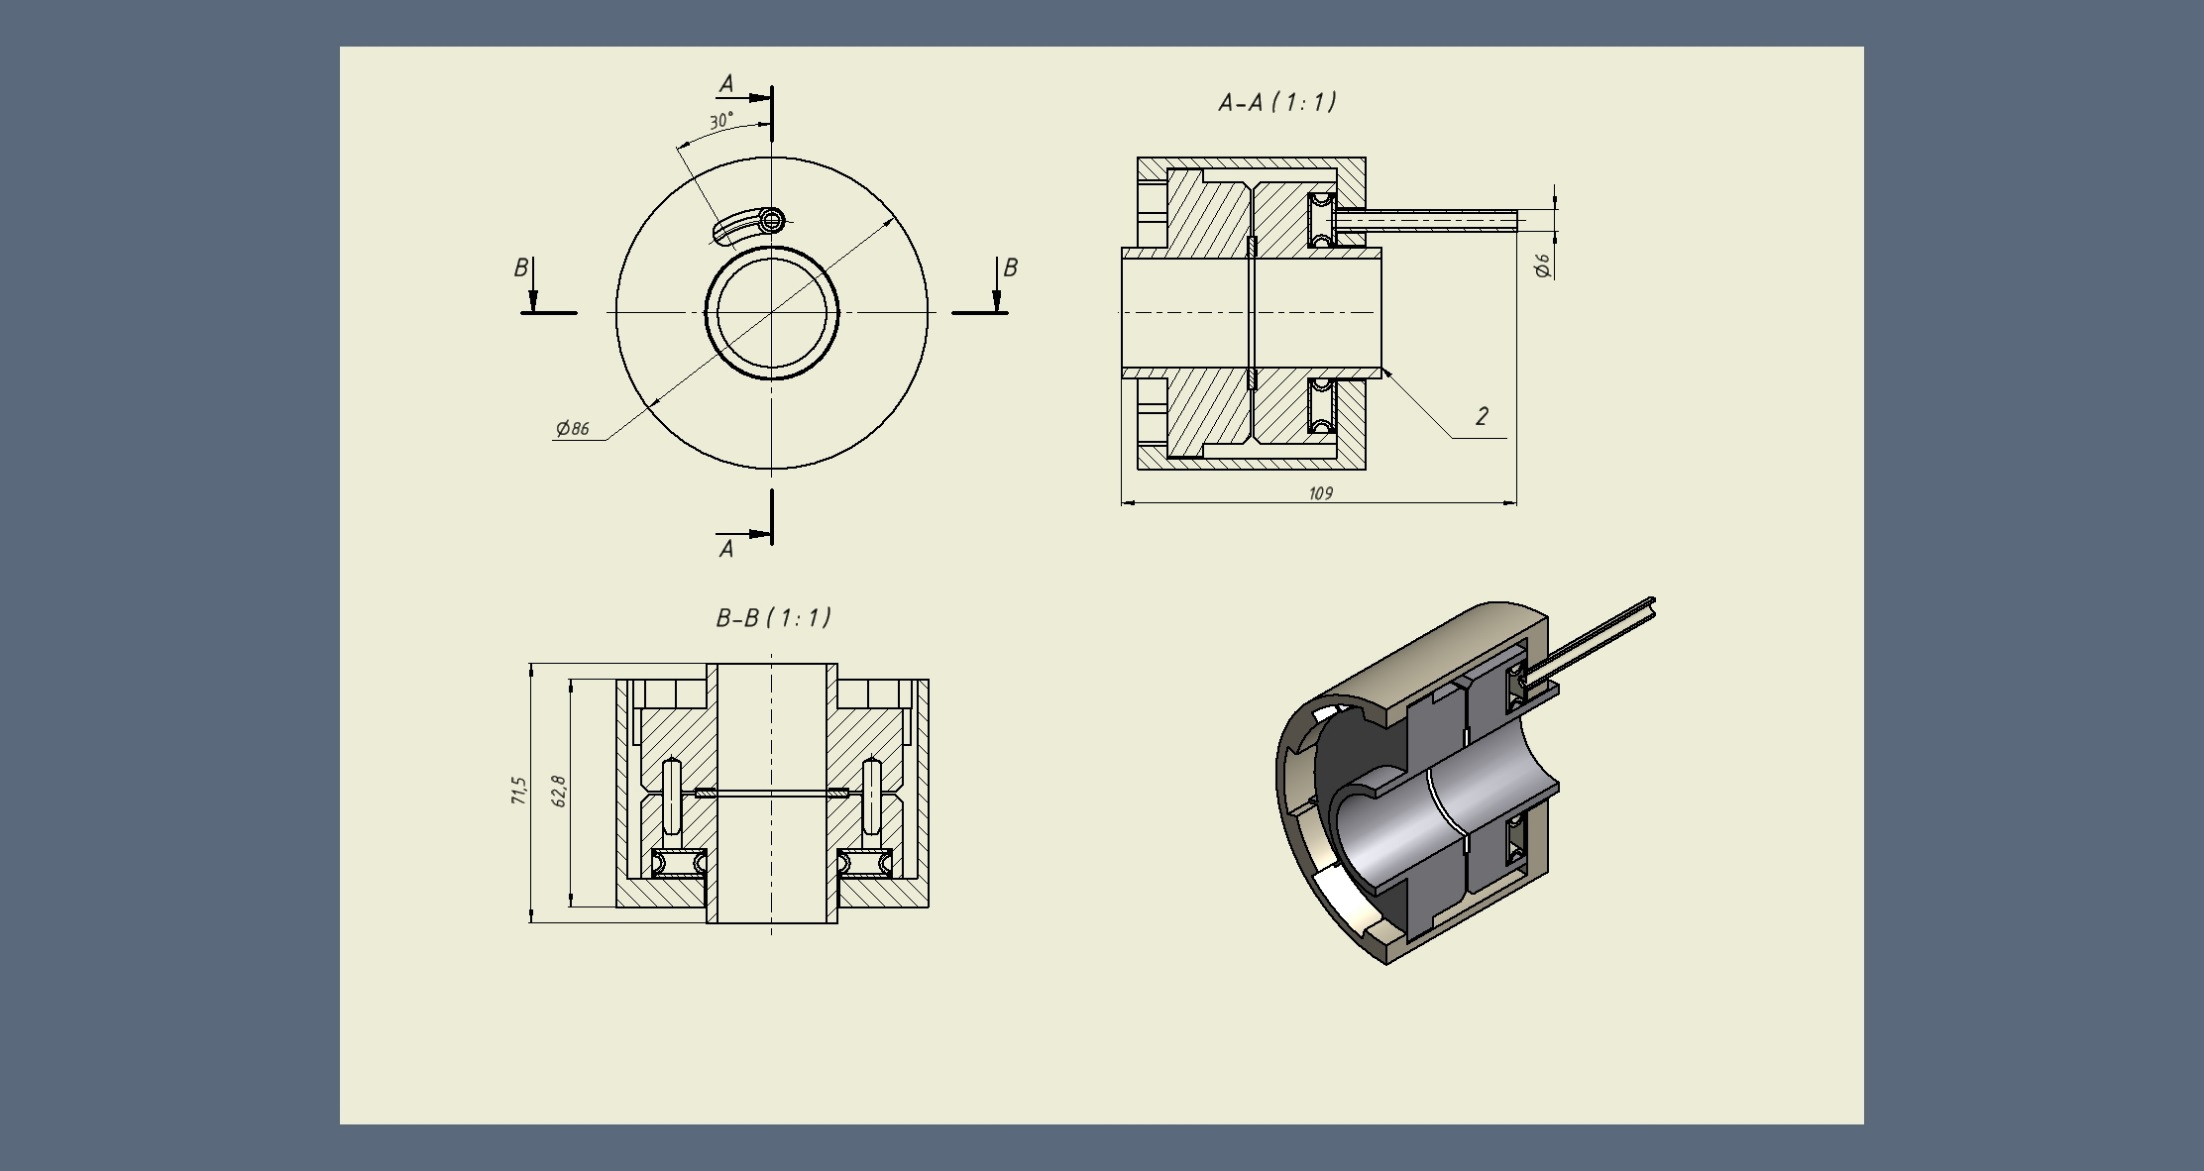 A
30°
A-A ( 1 : 1 )
B
B
Ø6
2
Ø86
109
A
B-B ( 1 : 1 )
71,5
62,8